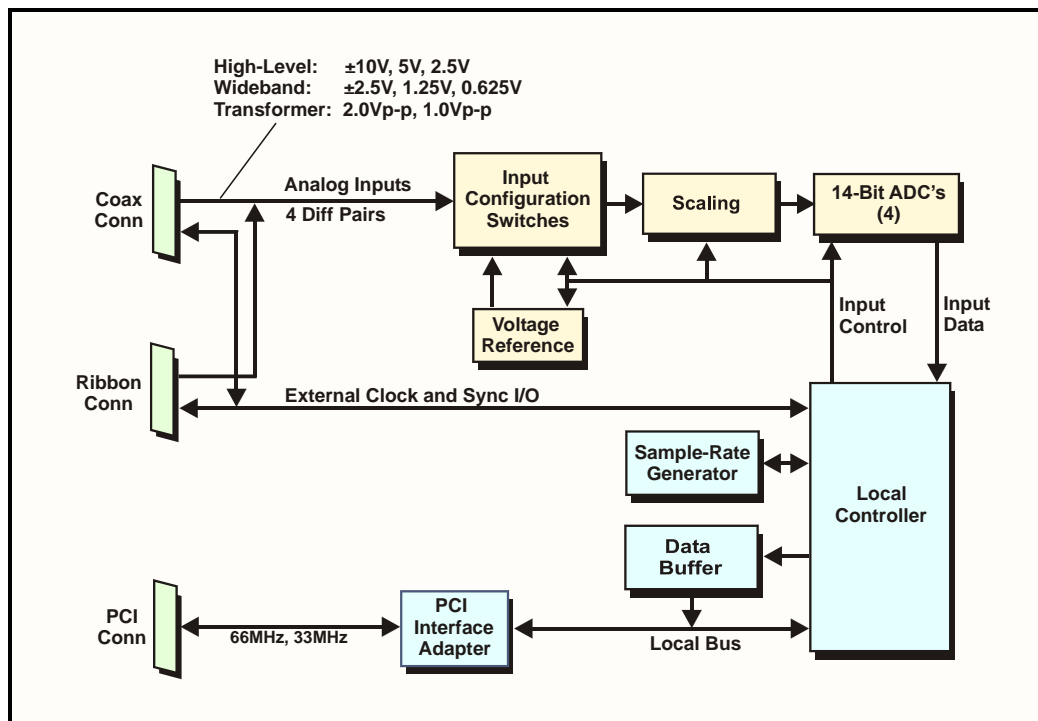 High-Level: ±10V, 5V, 2.5V
Wideband: ±2.5V, 1.25V, 0.625V
Transformer: 2.0Vp-p, 1.0Vp-p
Coax
Conn
Analog Inputs
4 Diff Pairs
Input
Configuration
Switches
Scaling
14-Bit ADC's
(4)
Voltage
Reference
Input
Control
Input
Data
Ribbon
Conn
External Clock and Sync I/O
Sample-Rate
Generator
Local
Controller
Data
Buffer
PCI
Conn
66MHz, 33MHz
PCI
Interface
Adapter
Local Bus